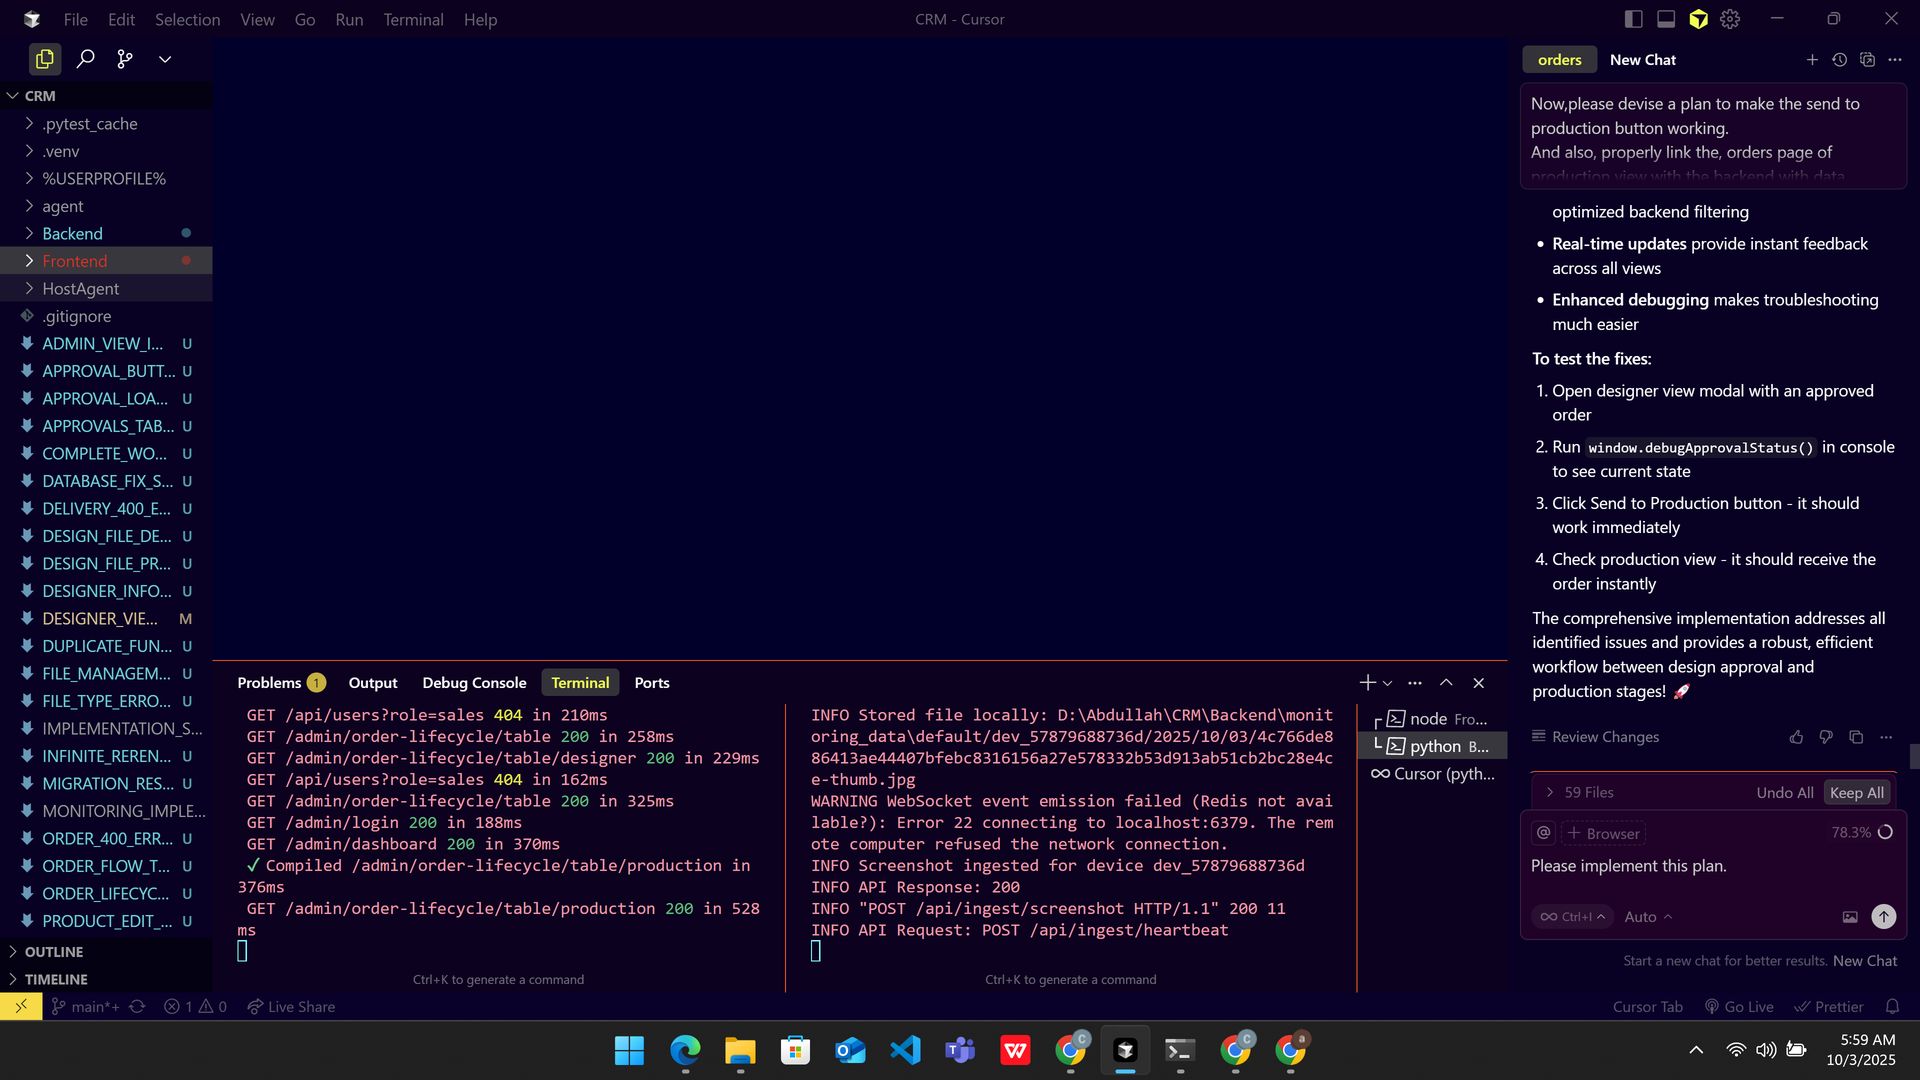 File Edit Selection View Go Run Terminal Help
CRM - Cursor
CRM
.pytest_cache
.venv
%USERPROFILE%
agent
Backend
Frontend
HostAgent
.gitignore
ADMIN_VIEW_I... U
APPROVAL_BUTT... U
APPROVAL_LOA... U
APPROVALS_TAB... U
COMPLETE_WO... U
DATABASE_FIX_S... U
DELIVERY_400_E... U
DESIGN_FILE_DE... U
DESIGN_FILE_PR... U
DESIGNER_INFO... U
DESIGNER_VIE... M
DUPLICATE_FUN... U
FILE_MANAGEM... U
FILE_TYPE_ERRO... U
IMPLEMENTATION_S...
INFINITE_REREN... U
MIGRATION_RES... U
MONITORING_IMPLE...
ORDER_400_ERR... U
ORDER_FLOW_T... U
ORDER_LIFECYC... U
PRODUCT_EDIT_... U
OUTLINE
TIMELINE
Problems 1 Output Debug Console Terminal Ports
GET /api/users?role=sales 404 in 210ms
GET /admin/order-lifecycle/table 200 in 258ms
GET /admin/order-lifecycle/table/designer 200 in 229ms
GET /api/users?role=sales 404 in 162ms
GET /admin/order-lifecycle/table 200 in 325ms
GET /admin/login 200 in 188ms
GET /admin/dashboard 200 in 370ms
✓ Compiled /admin/order-lifecycle/table/production in
376ms
GET /admin/order-lifecycle/table/production 200 in 528
ms
Ctrl+K to generate a command
INFO Stored file locally: D:\Abdullah\CRM\Backend\monit
oring_data\default/dev_57879688736d/2025/10/03/4c766de8
86413ae44407bfebc8316156a27e578332b53d913ab51cb2bc28e4c
e-thumb.jpg
WARNING WebSocket event emission failed (Redis not avai
lable?): Error 22 connecting to localhost:6379. The rem
ote computer refused the network connection.
INFO Screenshot ingested for device dev_57879688736d
INFO API Response: 200
INFO "POST /api/ingest/screenshot HTTP/1.1" 200 11
INFO API Request: POST /api/ingest/heartbeat
Ctrl+K to generate a command
node Fro...
python B...
Cursor (pyth...
orders New Chat
Now,please devise a plan to make the send to
production button working.
And also, properly link the, orders page of
production view with the backend with data
optimized backend filtering
• Real-time updates provide instant feedback
across all views
• Enhanced debugging makes troubleshooting
much easier
To test the fixes:
1. Open designer view modal with an approved
order
2. Run window.debugApprovalStatus() in console
to see current state
3. Click Send to Production button - it should
work immediately
4. Check production view - it should receive the
order instantly
The comprehensive implementation addresses all
identified issues and provides a robust, efficient
workflow between design approval and
production stages! 🚀
Review Changes
59 Files Undo All Keep All
@ + Browser 78.3%
Please implement this plan.
∞ Ctrl+I Auto
Start a new chat for better results. New Chat
main*+ 1 0 Live Share
Cursor Tab Go Live Prettier
5:59 AM
10/3/2025